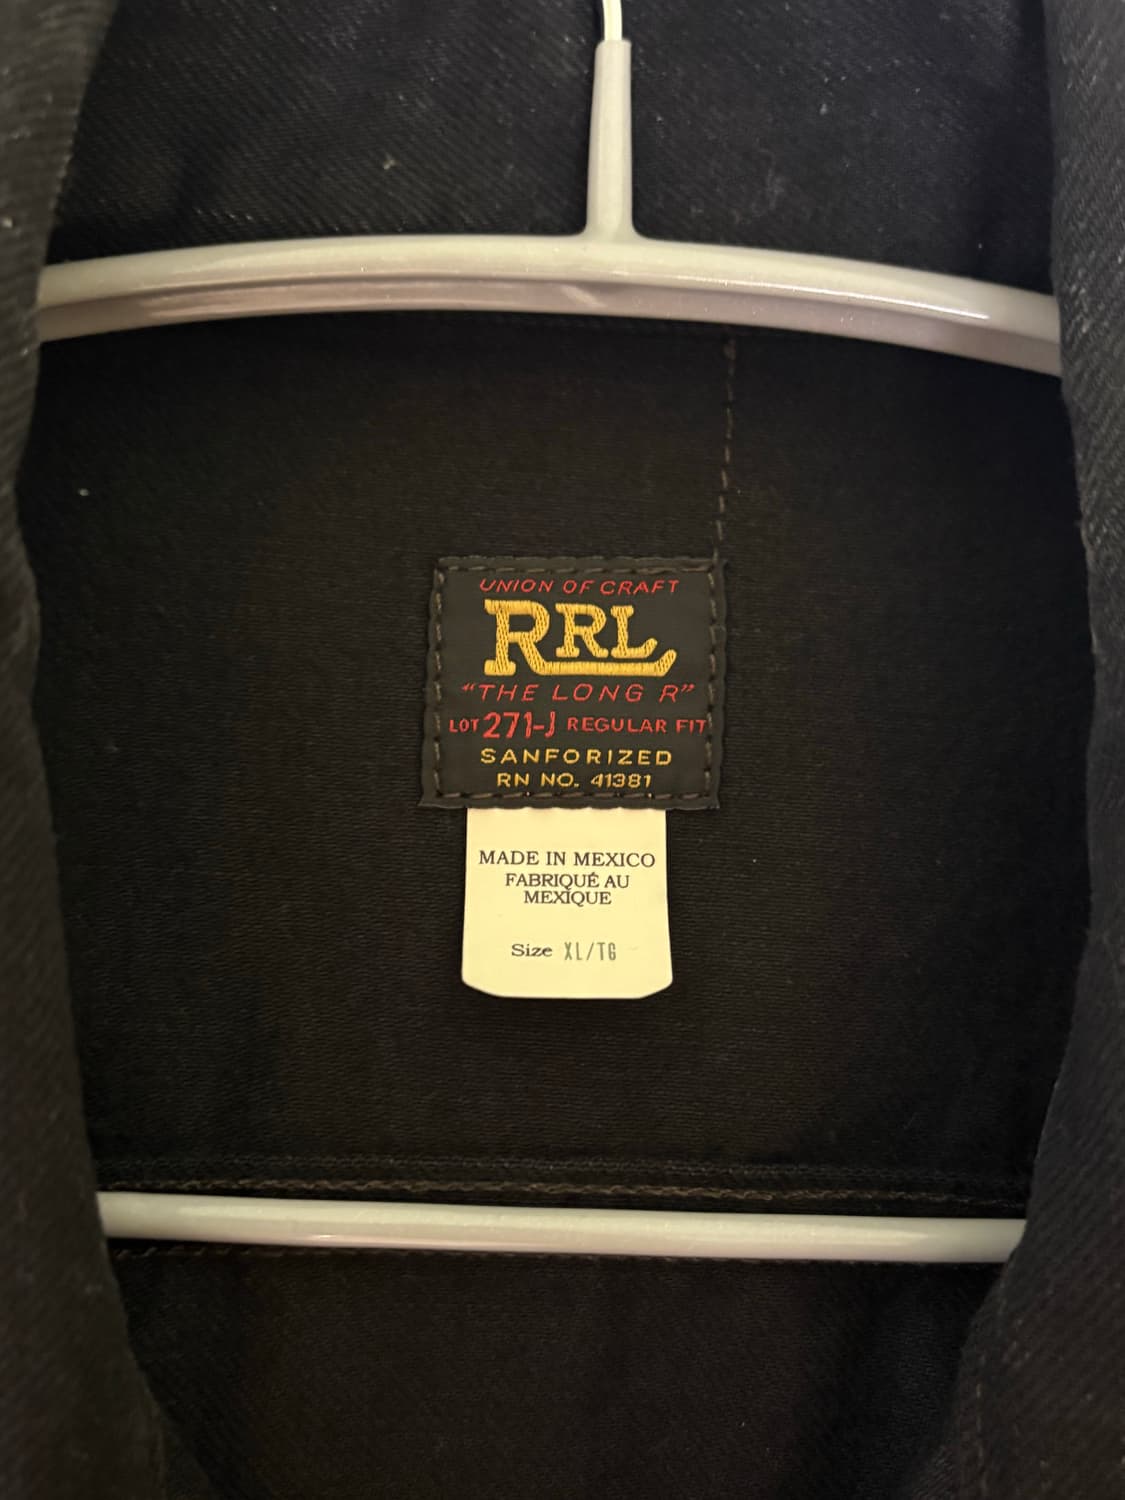 UNION OF CRAFT
RRL
"THE LONG R"
LOT 271-J REGULAR FIT
SANFORIZED
RN NO. 41381
MADE IN MEXICO
FABRIQUÉ AU
MEXIQUE
Size XL/TG